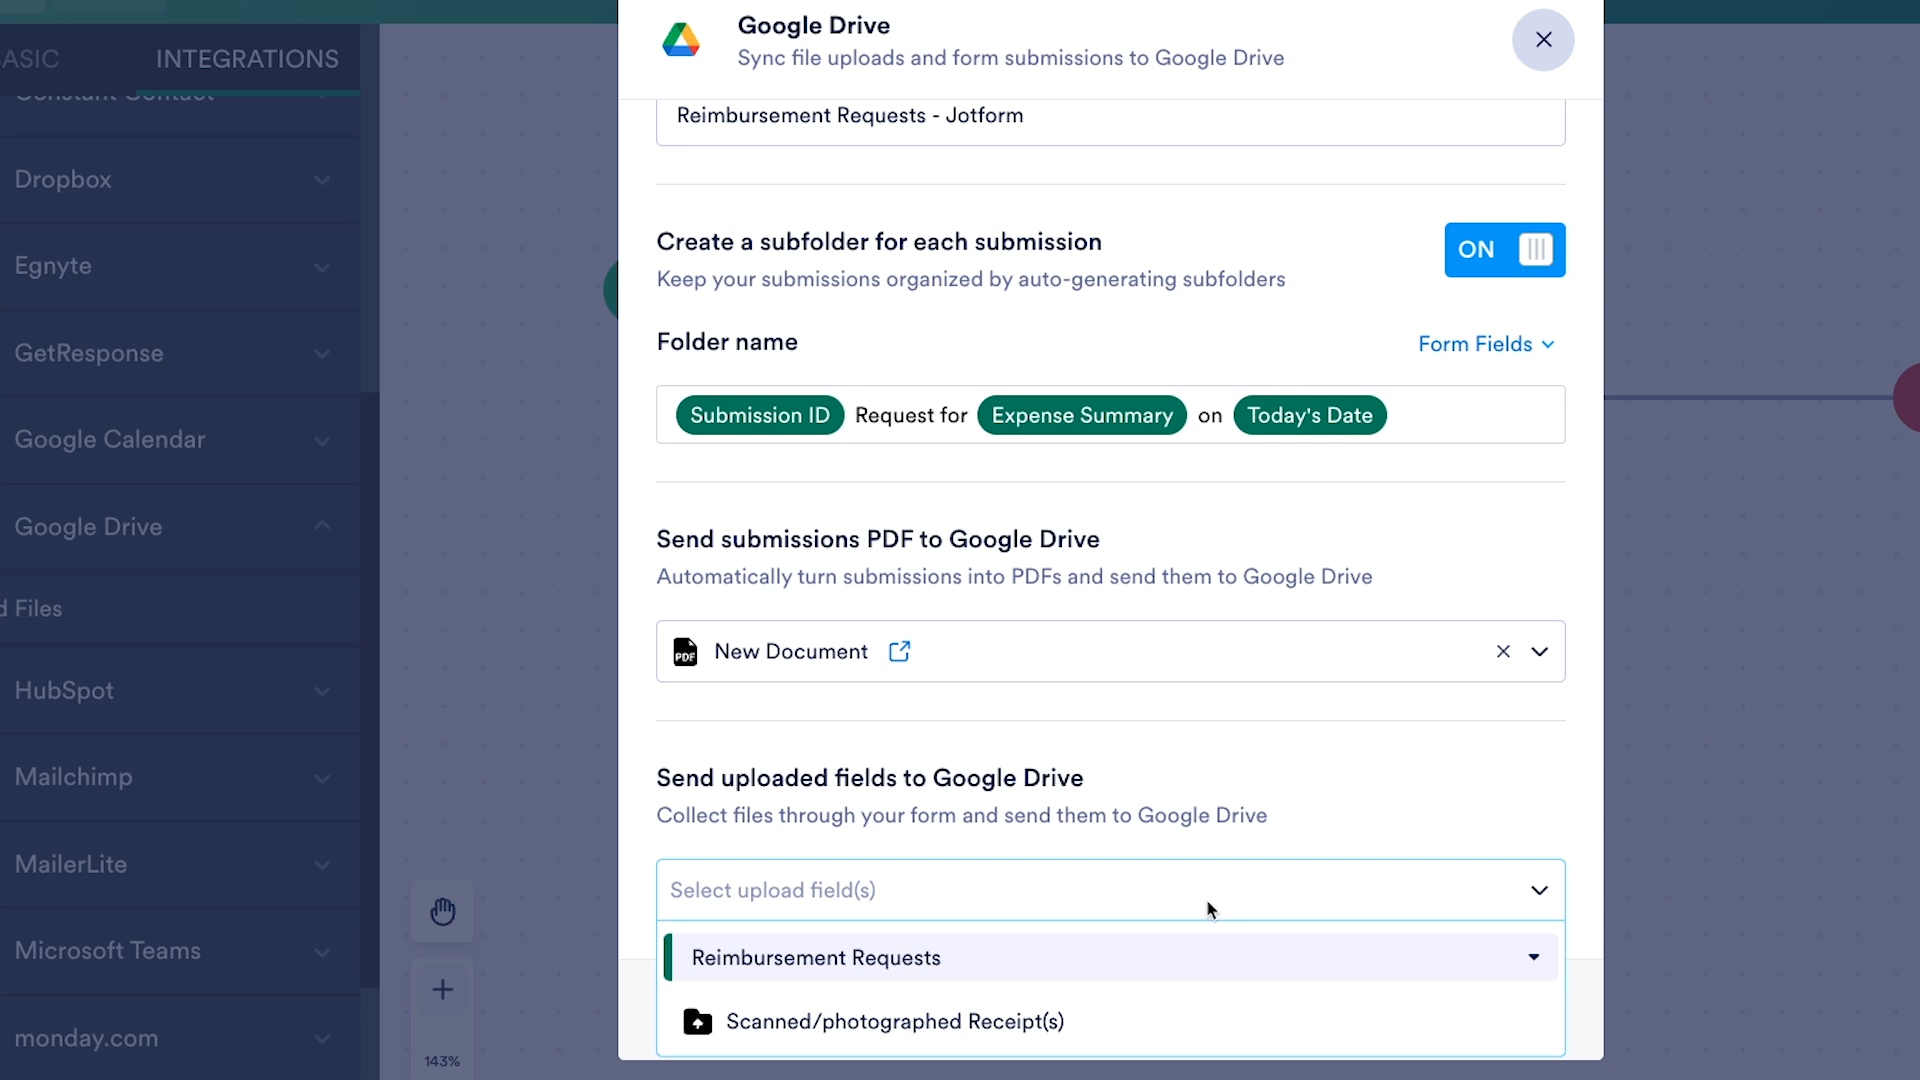 ASIC
INTEGRATIONS
Constant Contact
Dropbox
Egnyte
GetResponse
Google Calendar
Google Drive
d Files
HubSpot
Mailchimp
MailerLite
Microsoft Teams
monday.com
143%
Google Drive
Sync file uploads and form submissions to Google Drive
Reimbursement Requests - Jotform
Create a subfolder for each submission
ON
Keep your submissions organized by auto-generating subfolders
Folder name
Form Fields
Submission ID Request for Expense Summary on Today's Date
Send submissions PDF to Google Drive
Automatically turn submissions into PDFs and send them to Google Drive
PDF New Document
Send uploaded fields to Google Drive
Collect files through your form and send them to Google Drive
Select upload field(s)
Reimbursement Requests
Scanned/photographed Receipt(s)